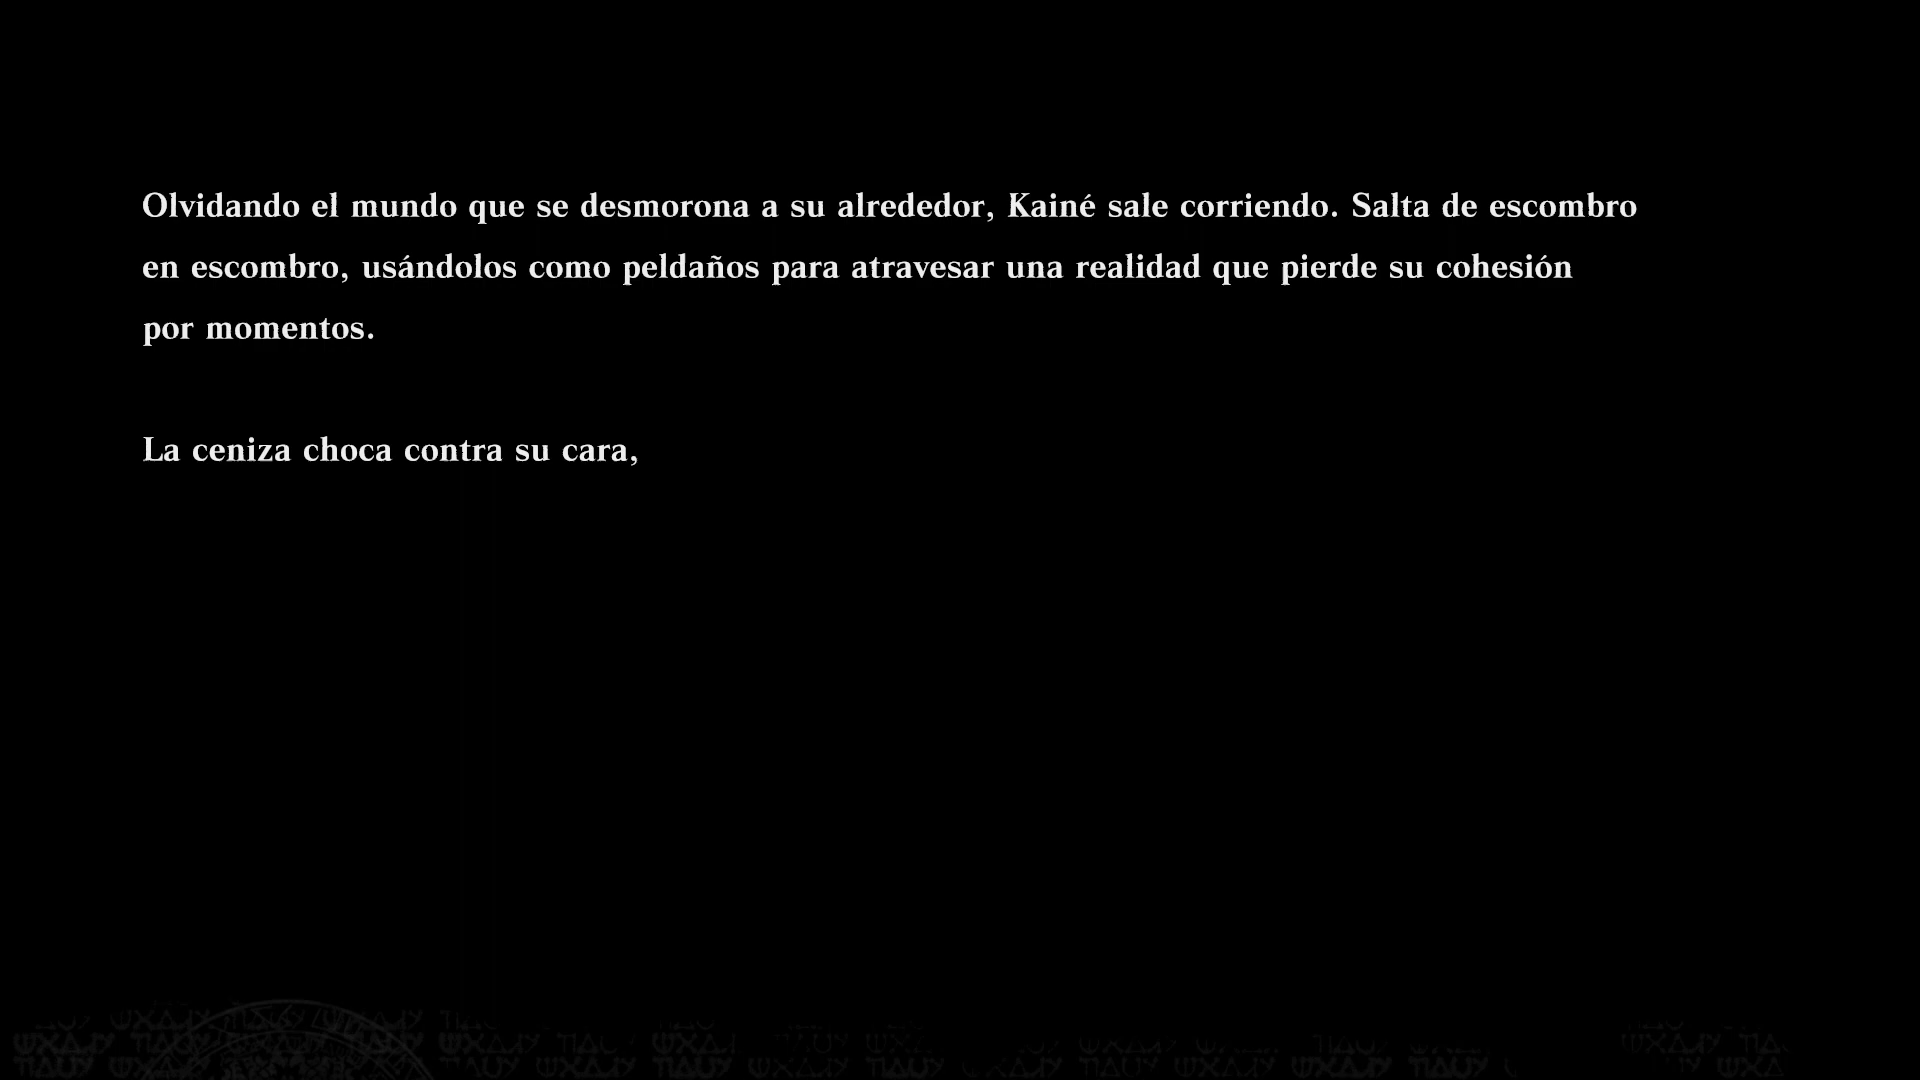 Olvidando el mundo que se desmorona a su alrededor, Kainé sale corriendo. Salta de escombro
en escombro, usándolos como peldaños para atravesar una realidad que pierde su cohesión
por momentos.
La ceniza choca contra su cara,